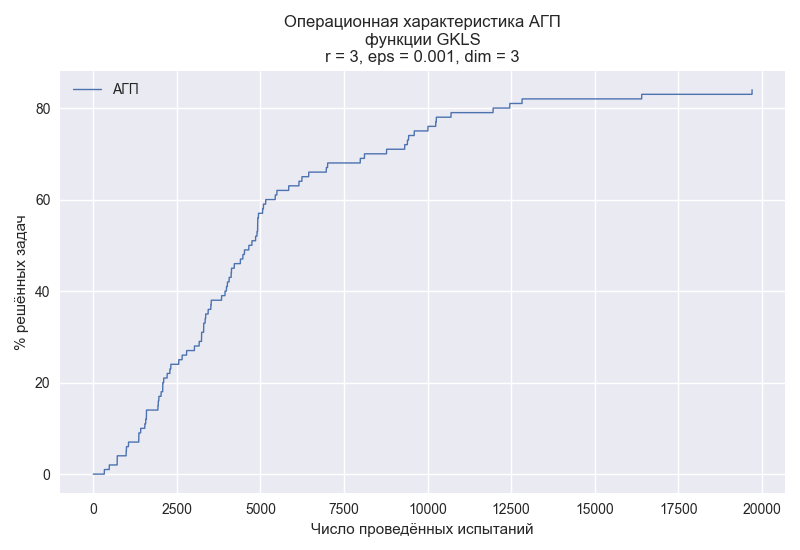 Операционная характеристика АГП
функции GKLS
r = 3, eps = 0.001, dim = 3
АГП
% решённых задач
80
60
40
20
0
0 2500 5000 7500 10000 12500 15000 17500 20000
Число проведённых испытаний